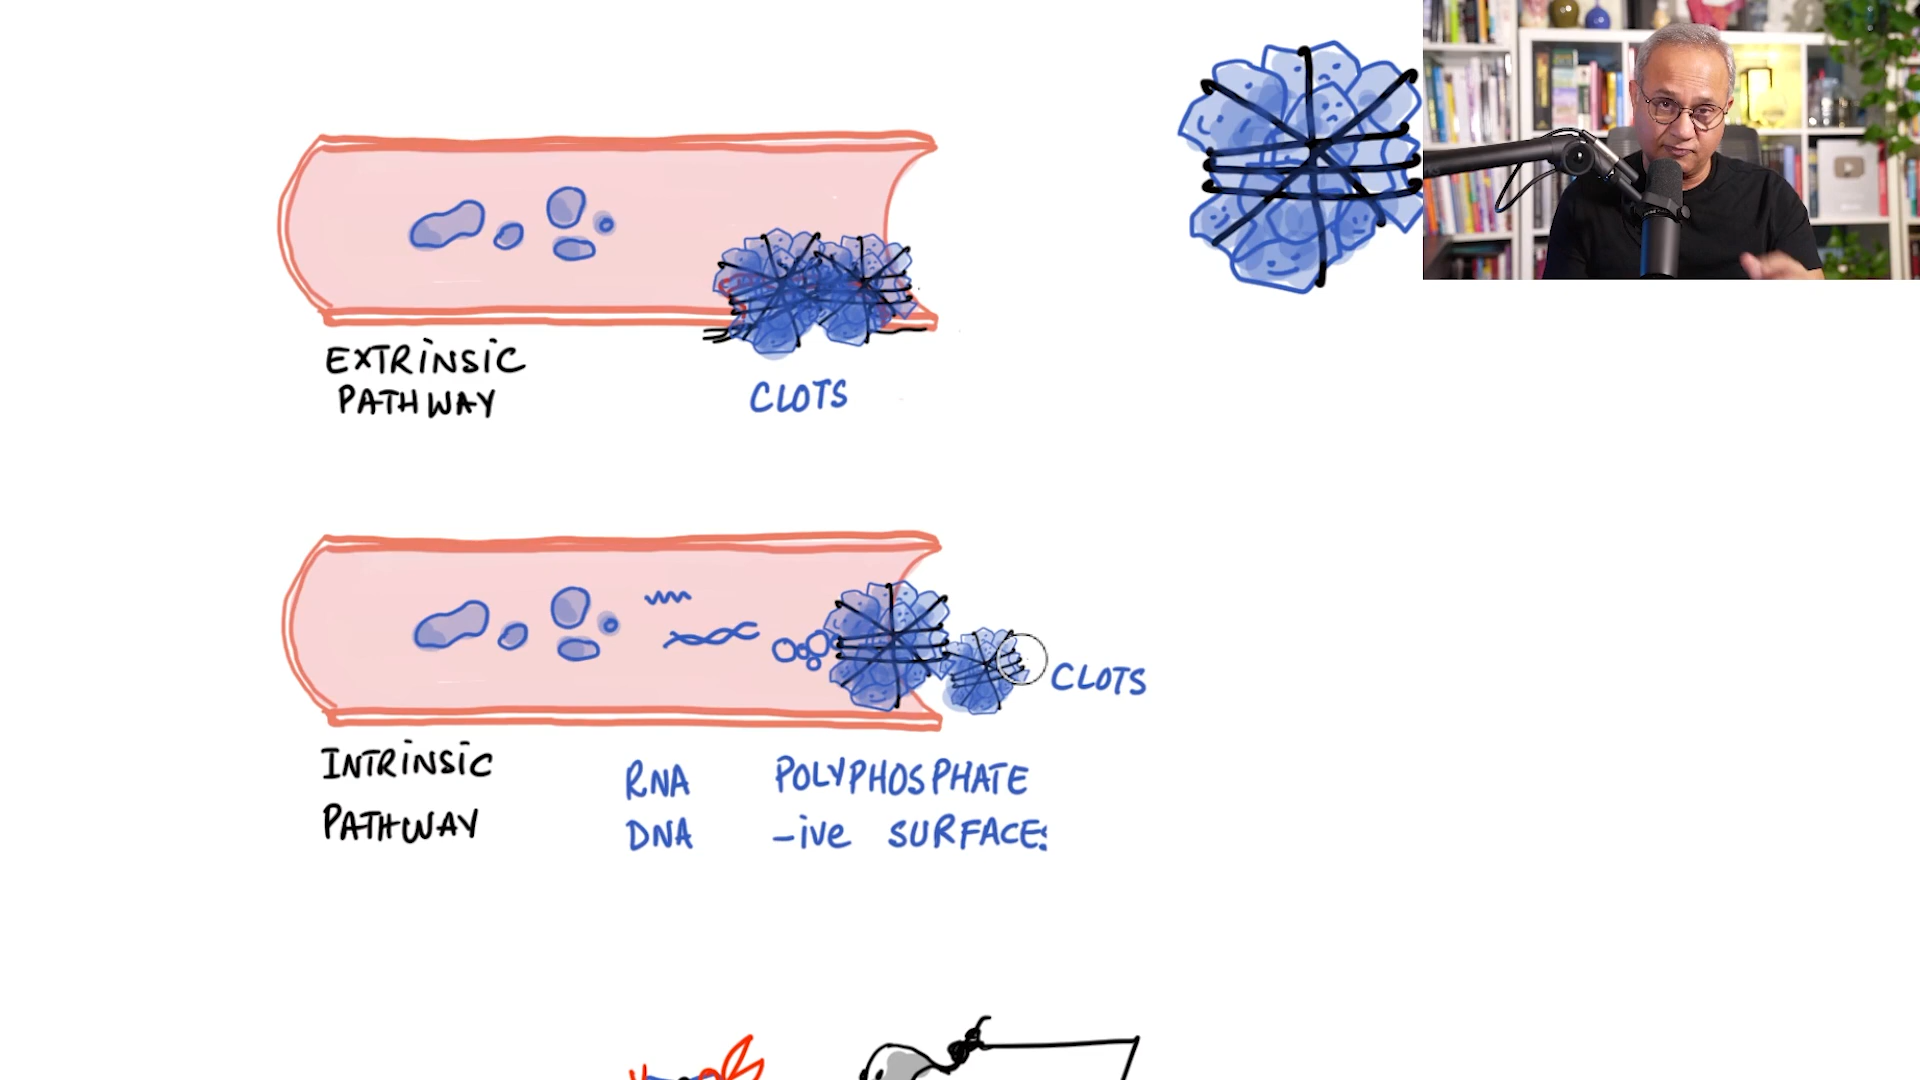 EXTRINSIC
PATHWAY
CLOTS
CLOTS
INTRINSIC
PATHWAY
RNA
DNA
POLYPHOSPHATE
-ive SURFACES